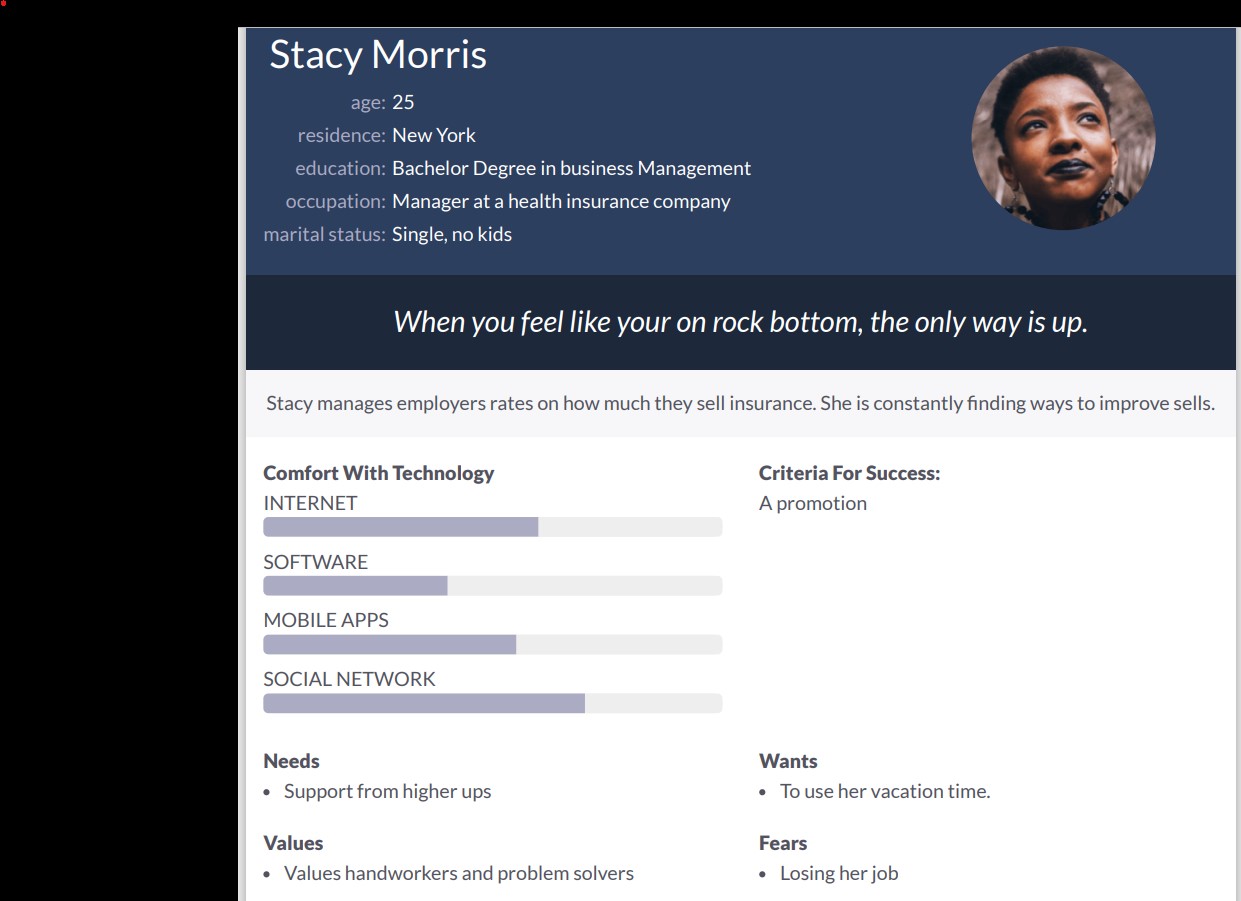 Stacy Morris
age: 25
residence: New York
education: Bachelor Degree in business Management
occupation: Manager at a health insurance company
marital status: Single, no kids
When you feel like your on rock bottom, the only way is up.
Stacy manages employers rates on how much they sell insurance. She is constantly finding ways to improve sells.
Comfort With Technology
INTERNET
SOFTWARE
MOBILE APPS
SOCIAL NETWORK
Criteria For Success:
A promotion
Needs
• Support from higher ups
Wants
• To use her vacation time.
Values
• Values handworkers and problem solvers
Fears
• Losing her job